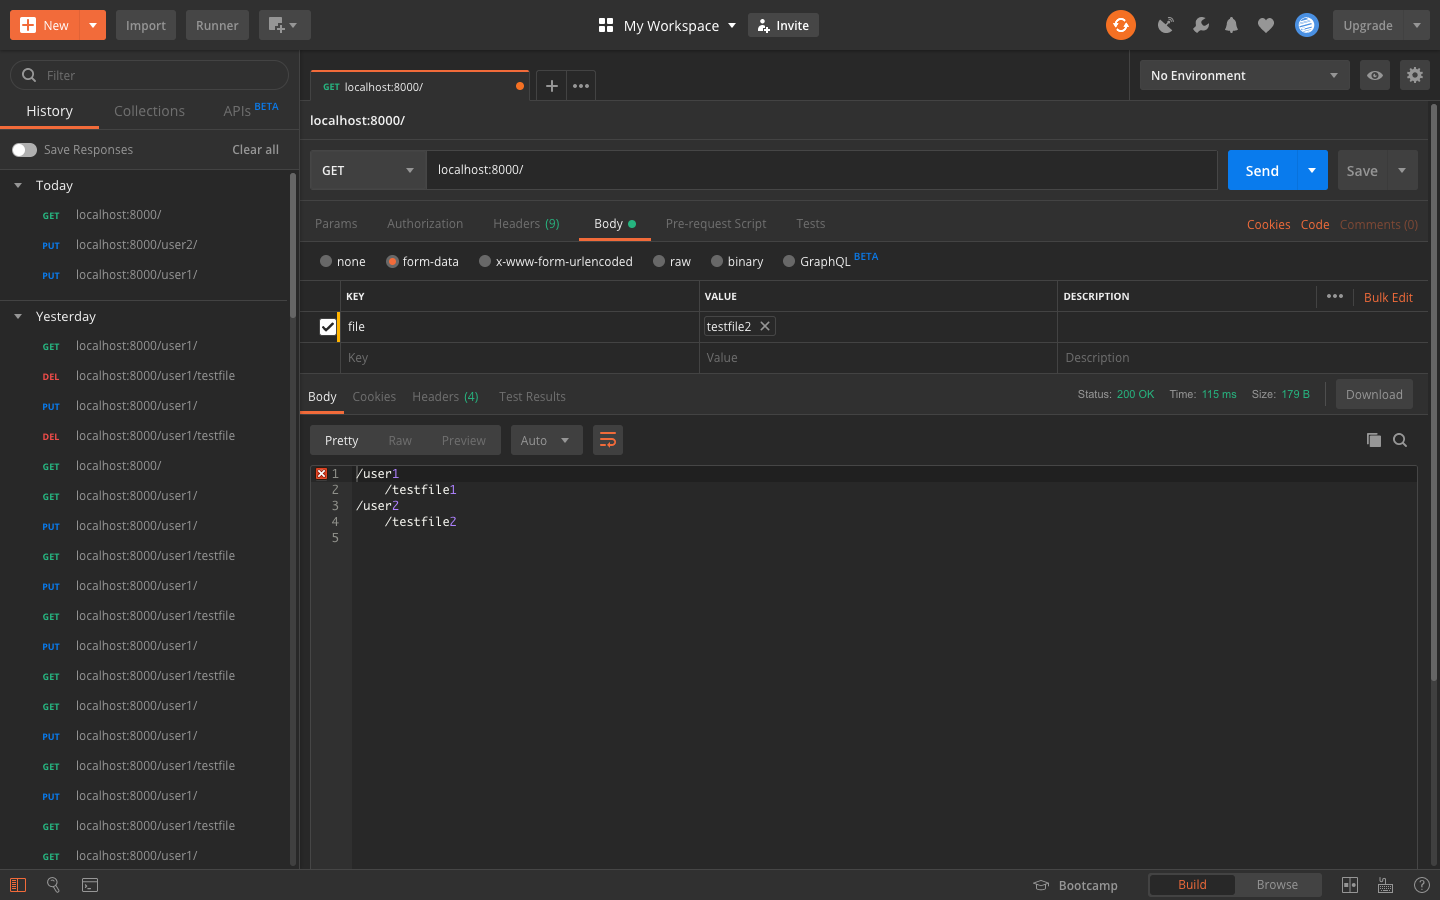 New
Import
Runner
My Workspace
Invite
Upgrade
Filter
History
Collections
APIs BETA
Save Responses
Clear all
Today
GET localhost:8000/
PUT localhost:8000/user2/
PUT localhost:8000/user1/
Yesterday
GET localhost:8000/user1/
DEL localhost:8000/user1/testfile
PUT localhost:8000/user1/
DEL localhost:8000/user1/testfile
GET localhost:8000/
GET localhost:8000/user1/
PUT localhost:8000/user1/
GET localhost:8000/user1/testfile
PUT localhost:8000/user1/
GET localhost:8000/user1/testfile
PUT localhost:8000/user1/
GET localhost:8000/user1/testfile
GET localhost:8000/user1/
PUT localhost:8000/user1/
GET localhost:8000/user1/testfile
PUT localhost:8000/user1/
GET localhost:8000/user1/testfile
GET localhost:8000/user1/
GET localhost:8000/
No Environment
localhost:8000/
GET
localhost:8000/
Send
Save
Params
Authorization
Headers (9)
Body
Pre-request Script
Tests
Cookies
Code
Comments (0)
none
form-data
x-www-form-urlencoded
raw
binary
GraphQL BETA
KEY
VALUE
DESCRIPTION
Bulk Edit
file
testfile2
Key
Value
Description
Body
Cookies
Headers (4)
Test Results
Status: 200 OK
Time: 115 ms
Size: 179 B
Download
Pretty
Raw
Preview
Auto
1 /user1
2 /testfile1
3 /user2
4 /testfile2
5
Bootcamp
Build
Browse